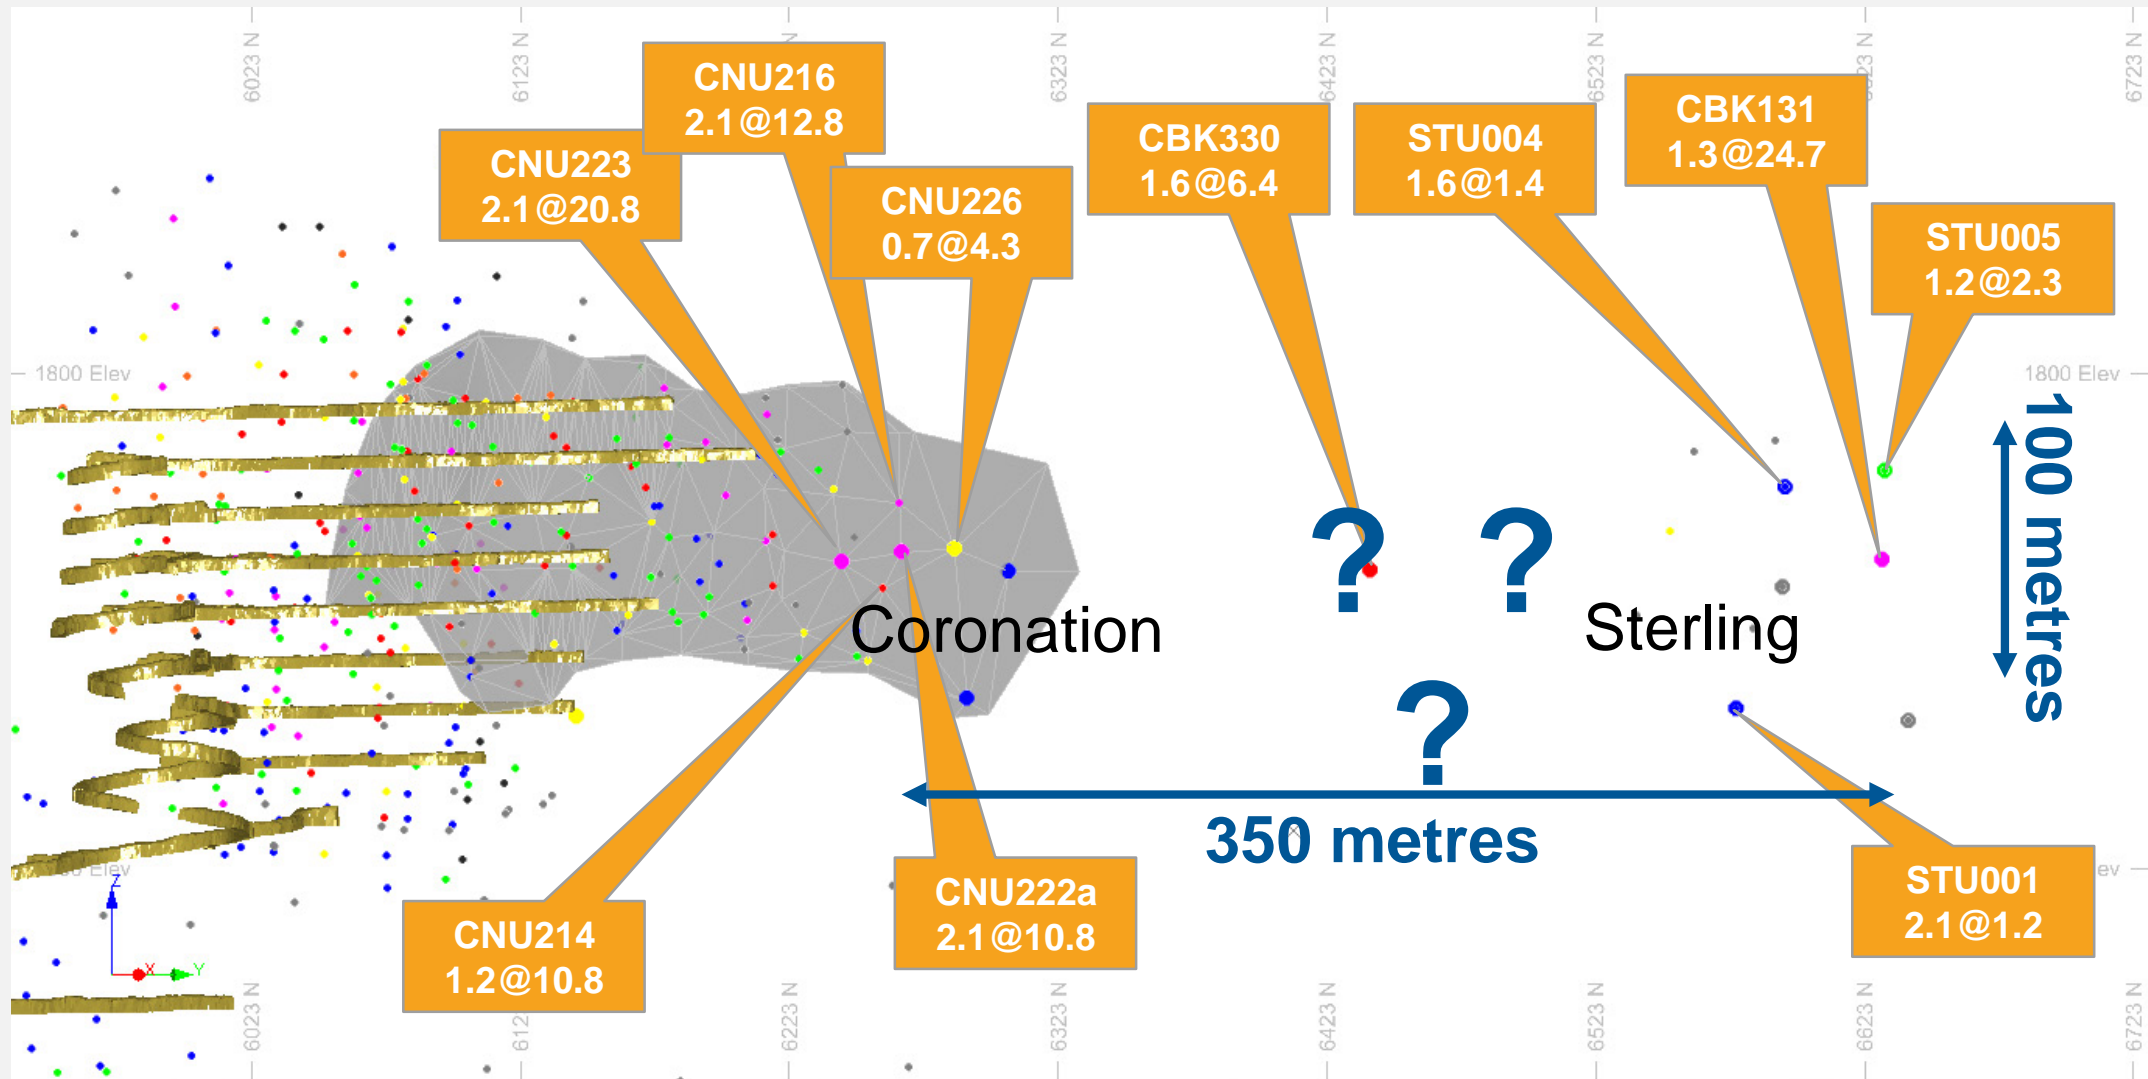 6023 N
6123 N
6323 N
6423 N
6523 N
6723 N
CNU216
2.1@12.8
CNU223
2.1@20.8
CNU226
0.7@4.3
CBK330
1.6@6.4
STU004
1.6@1.4
CBK131
1.3@24.7
STU005
1.2@2.3
1800 Elev
1800 Elev
100 metres
? ?
Coronation
Sterling
?
350 metres
CNU214
1.2@10.8
CNU222a
2.1@10.8
STU001
2.1@1.2
Z
X
Y
6023 N
6223 N
6323 N
6423 N
6523 N
6623 N
6723 N